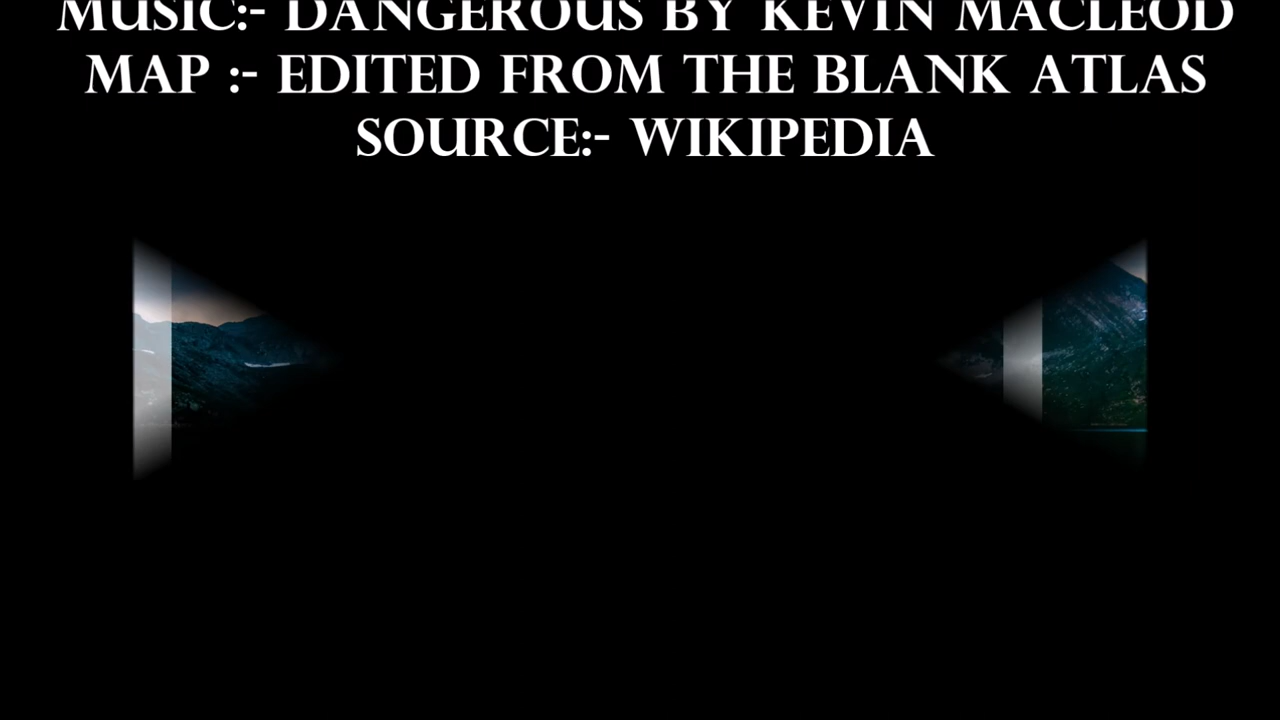 MUSIC:- DANGEROUS BY KEVIN MACLEOD
MAP :- EDITED FROM THE BLANK ATLAS
SOURCE:- WIKIPEDIA